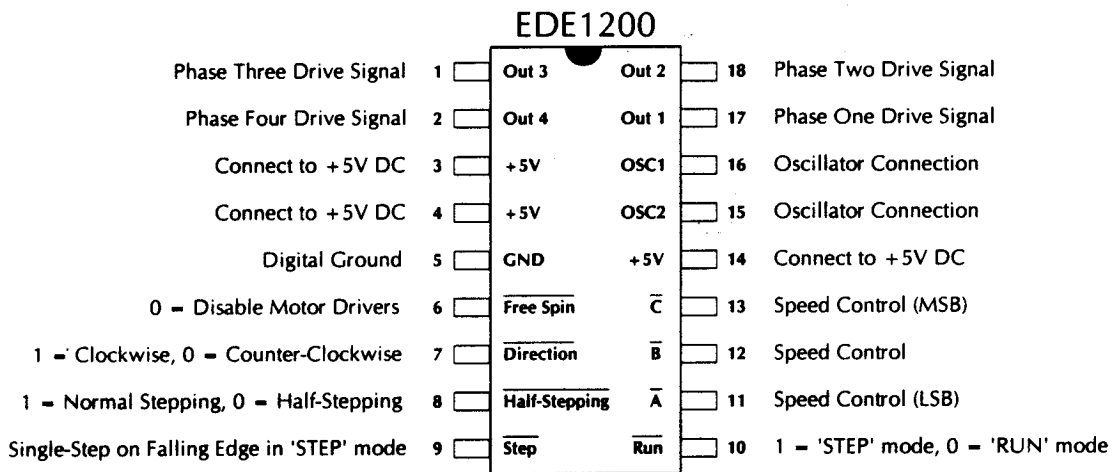 EDE1200
Phase Three Drive Signal 1 Out 3 Out 2 18 Phase Two Drive Signal
Phase Four Drive Signal 2 Out 4 Out 1 17 Phase One Drive Signal
Connect to +5V DC 3 +5V OSC1 16 Oscillator Connection
Connect to +5V DC 4 +5V OSC2 15 Oscillator Connection
Digital Ground 5 GND +5V 14 Connect to +5V DC
0 = Disable Motor Drivers 6 Free Spin C 13 Speed Control (MSB)
1 = Clockwise, 0 = Counter-Clockwise 7 Direction B 12 Speed Control
1 = Normal Stepping, 0 = Half-Stepping 8 Half-Stepping A 11 Speed Control (LSB)
Single-Step on Falling Edge in 'STEP' mode 9 Step Run 10 1 = 'STEP' mode, 0 = 'RUN' mode